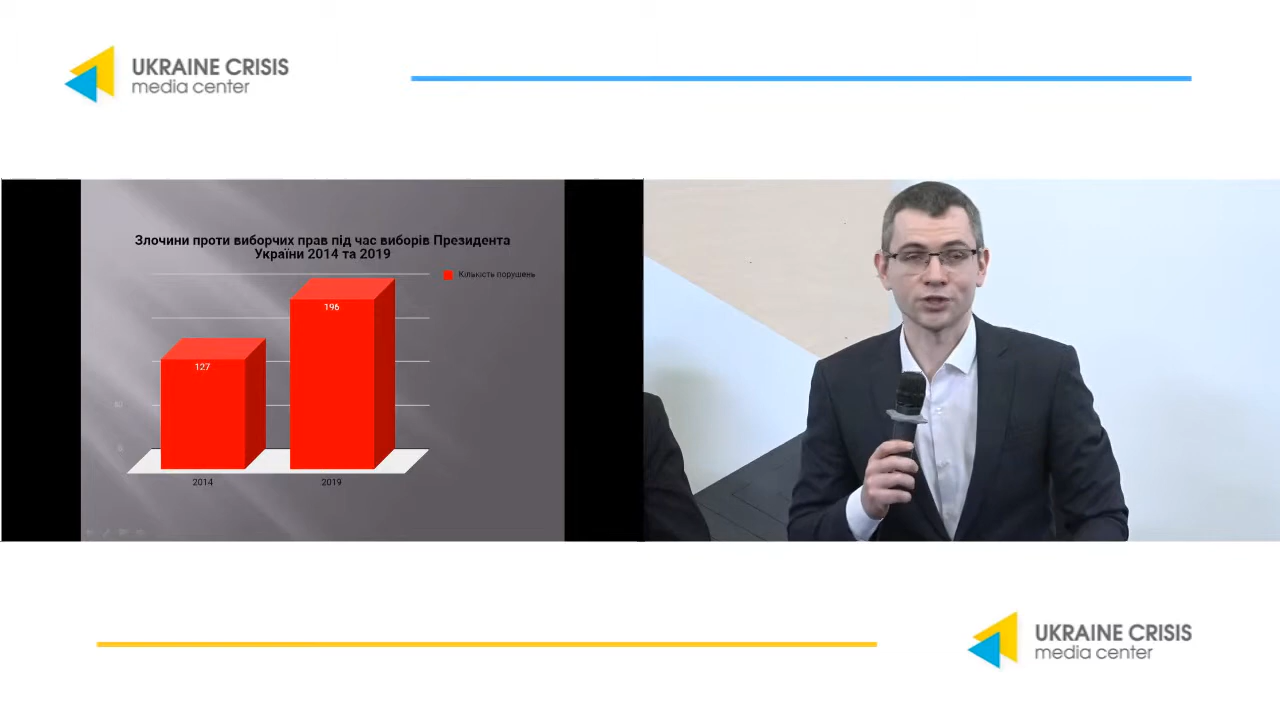 UKRAINE CRISIS
media center
Злочини проти виборчих прав під час виборів Президента
України 2014 та 2019
Кількість порушень
196
127
2014
2019
UKRAINE CRISIS
media center